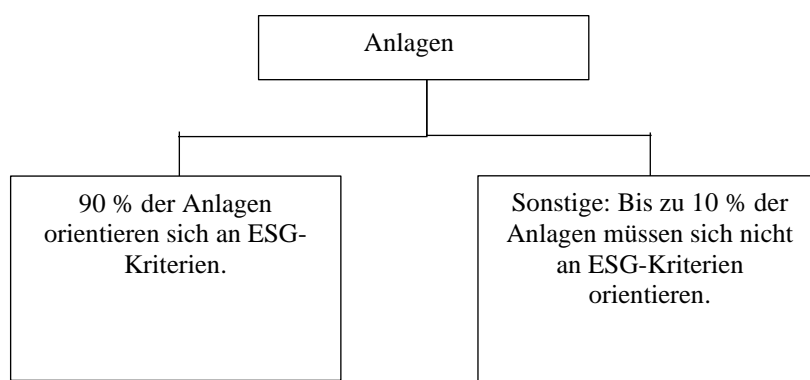 Anlagen
90 % der Anlagen
orientieren sich an ESG-
Kriterien.
Sonstige: Bis zu 10 % der
Anlagen müssen sich nicht
an ESG-Kriterien
orientieren.